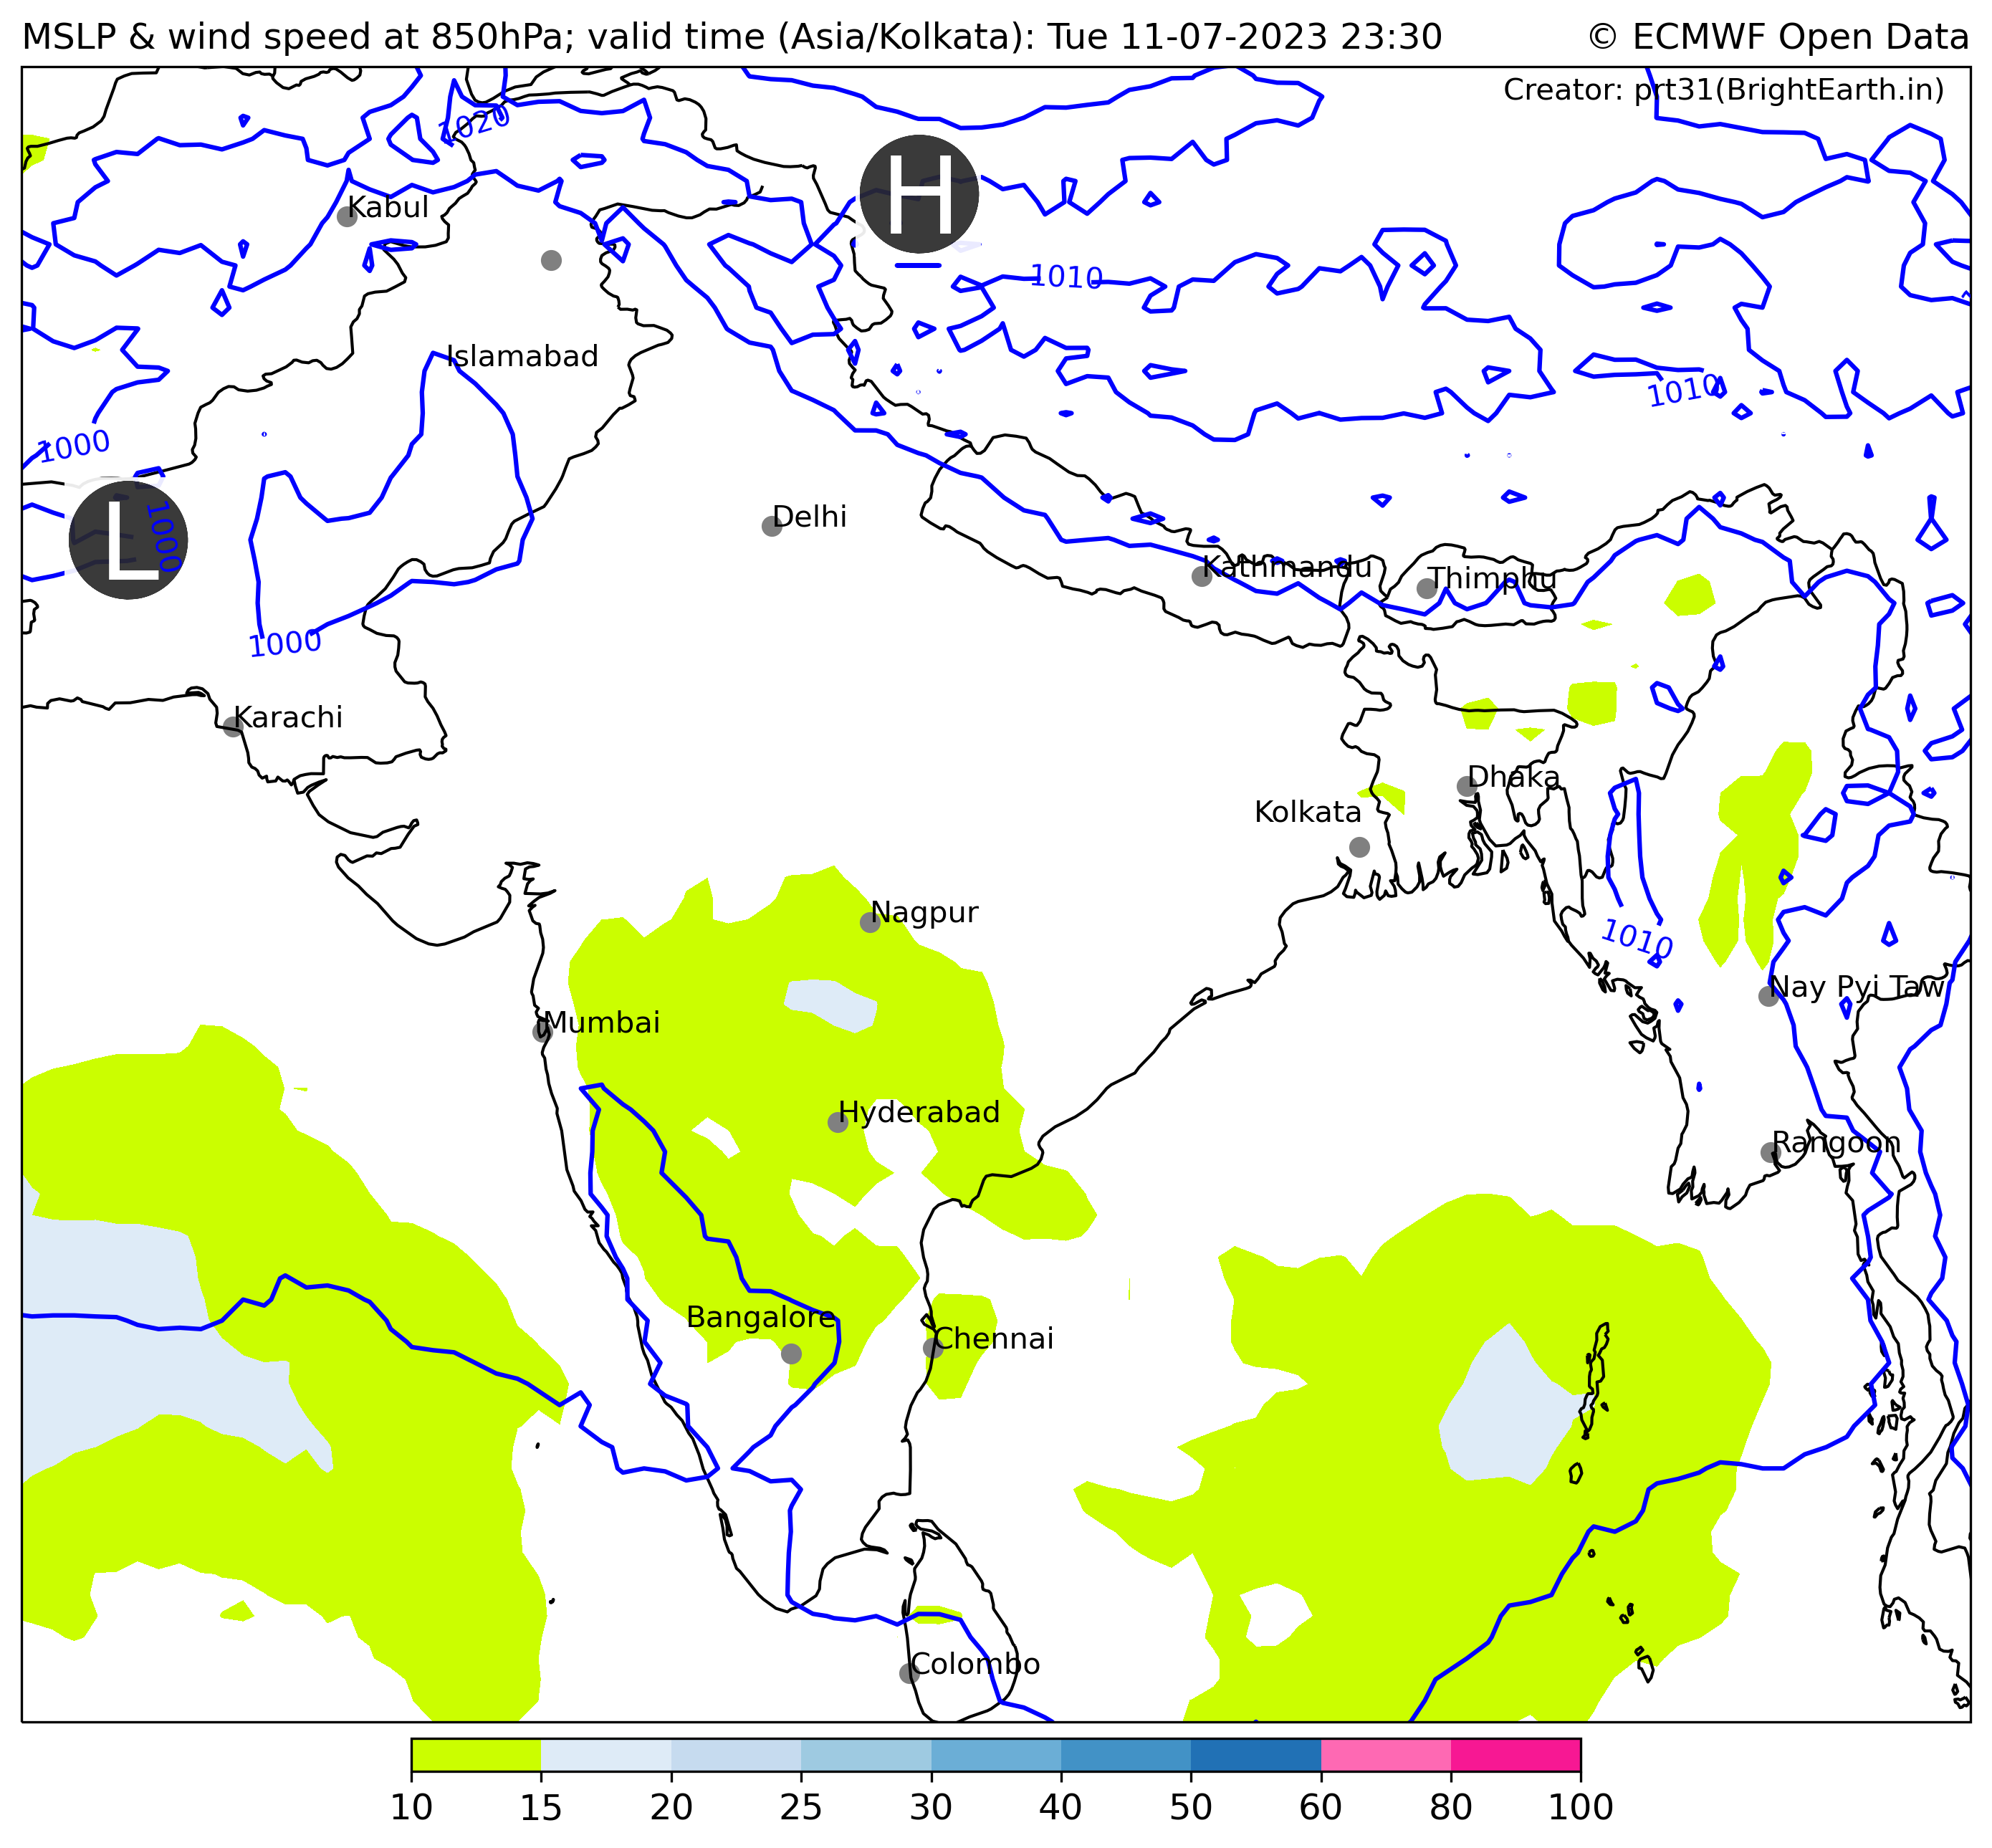 MSLP & wind speed at 850hPa; valid time (Asia/Kolkata): Tue 11-07-2023 23:30
© ECMWF Open Data
Creator: prt31(BrightEarth.in)
1020
H
Kabul
1010
Islamabad
1010
1000
L
1000
Delhi
Kathmandu
Thimphu
1000
Karachi
Dhaka
Kolkata
Nagpur
1010
Nay Pyi Taw
Mumbai
Hyderabad
Rangoon
Bangalore
Chennai
Colombo
10 15 20 25 30 40 50 60 80 100